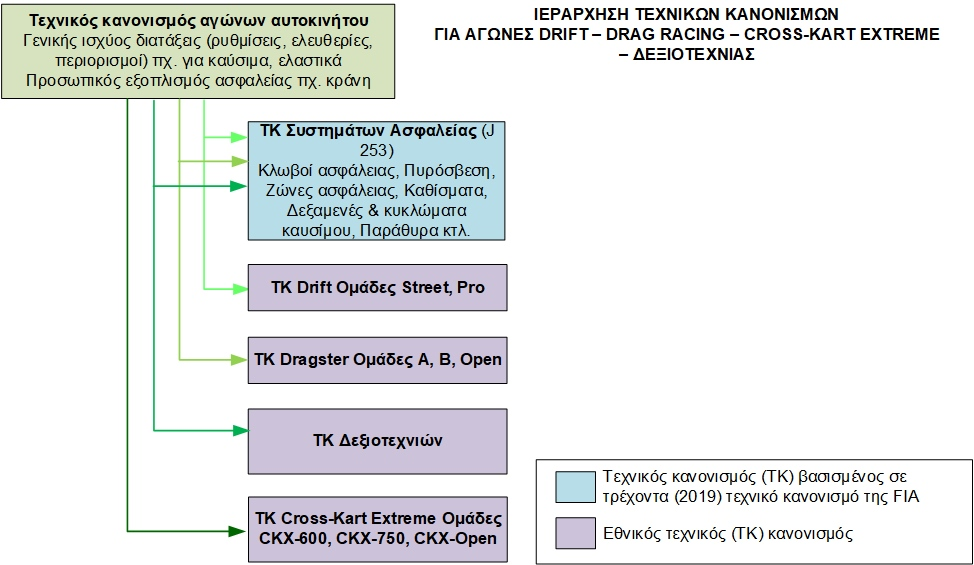 Τεχνικός κανονισμός αγώνων αυτοκινήτου
Γενικής ισχύος διατάξεις (ρυθμίσεις, ελευθερίες,
περιορισμοί) πχ. για καύσιμα, ελαστικά
Προσωπικός εξοπλισμός ασφαλείας πχ. κράνη
ΙΕΡΑΡΧΗΣΗ ΤΕΧΝΙΚΩΝ ΚΑΝΟΝΙΣΜΩΝ
ΓΙΑ ΑΓΩΝΕΣ DRIFT – DRAG RACING – CROSS-KART EXTREME
– ΔΕΞΙΟΤΕΧΝΙΑΣ
ΤΚ Συστημάτων Ασφαλείας (J
253)
Κλωβοί ασφάλειας, Πυρόσβεση,
Ζώνες ασφάλειας, Καθίσματα,
Δεξαμενές & κυκλώματα
καυσίμου, Παράθυρα κτλ.
ΤΚ Drift Ομάδες Street, Pro
ΤΚ Dragster Ομάδες A, B, Open
ΤΚ Δεξιοτεχνιών
ΤΚ Cross-Kart Extreme Ομάδες
CKX-600, CKX-750, CKX-Open
Τεχνικός κανονισμός (ΤΚ) βασισμένος σε
τρέχοντα (2019) τεχνικό κανονισμό της FIA
Εθνικός τεχνικός (ΤΚ) κανονισμός